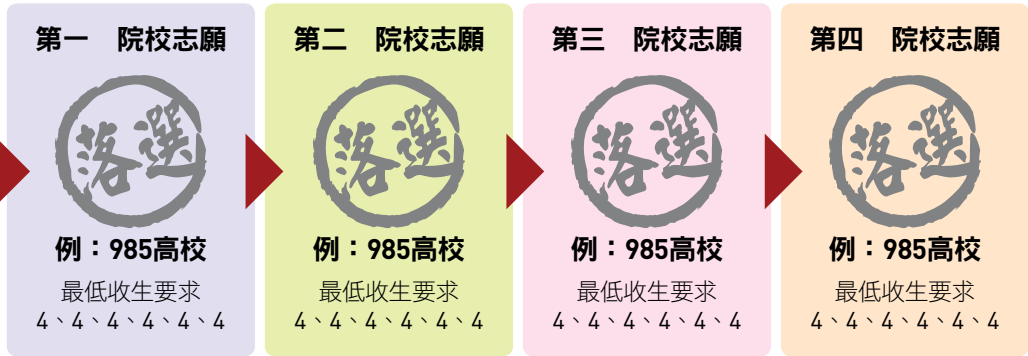 第一　院校志願
落選
例：985高校
最低收生要求
4、4、4、4、4、4
第二　院校志願
落選
例：985高校
最低收生要求
4、4、4、4、4、4
第三　院校志願
落選
例：985高校
最低收生要求
4、4、4、4、4、4
第四　院校志願
落選
例：985高校
最低收生要求
4、4、4、4、4、4